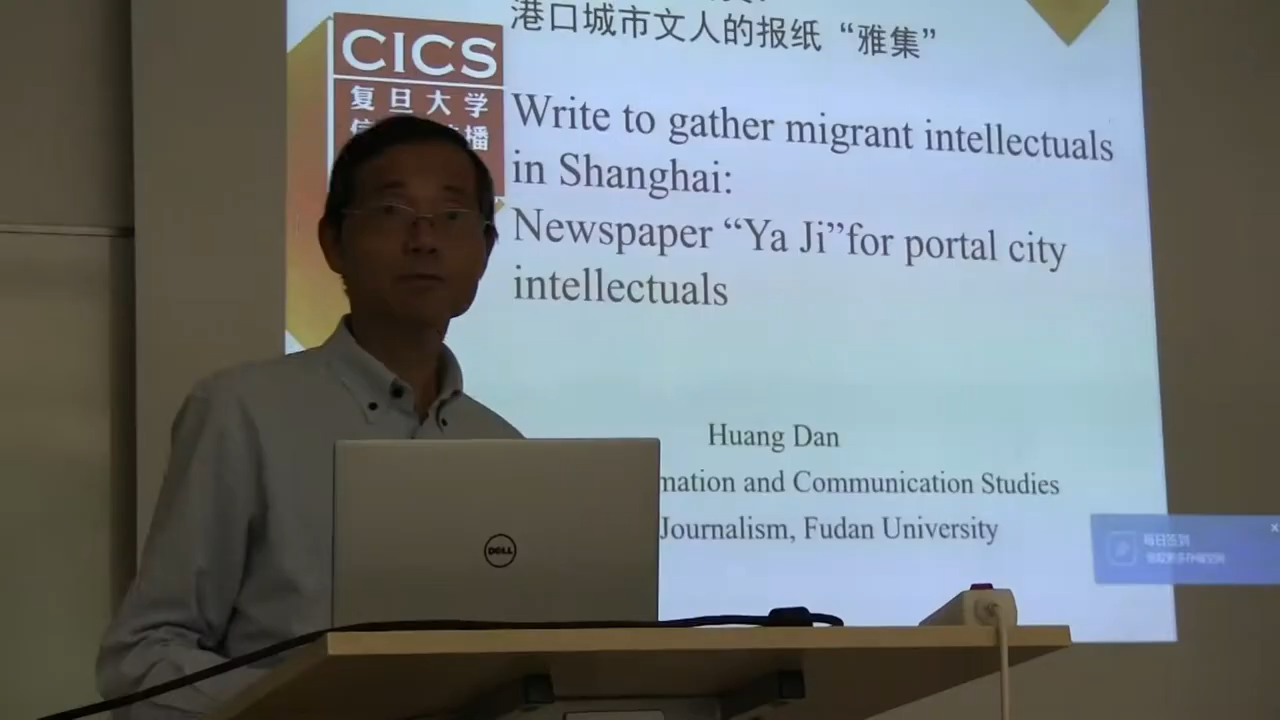 港口城市文人的报纸“雅集”
CICS
复旦大学
播
Write to gather migrant intellectuals
in Shanghai:
Newspaper “Ya Ji”for portal city
intellectuals
Huang Dan
mation and Communication Studies
Journalism, Fudan University
每日签到
DELL